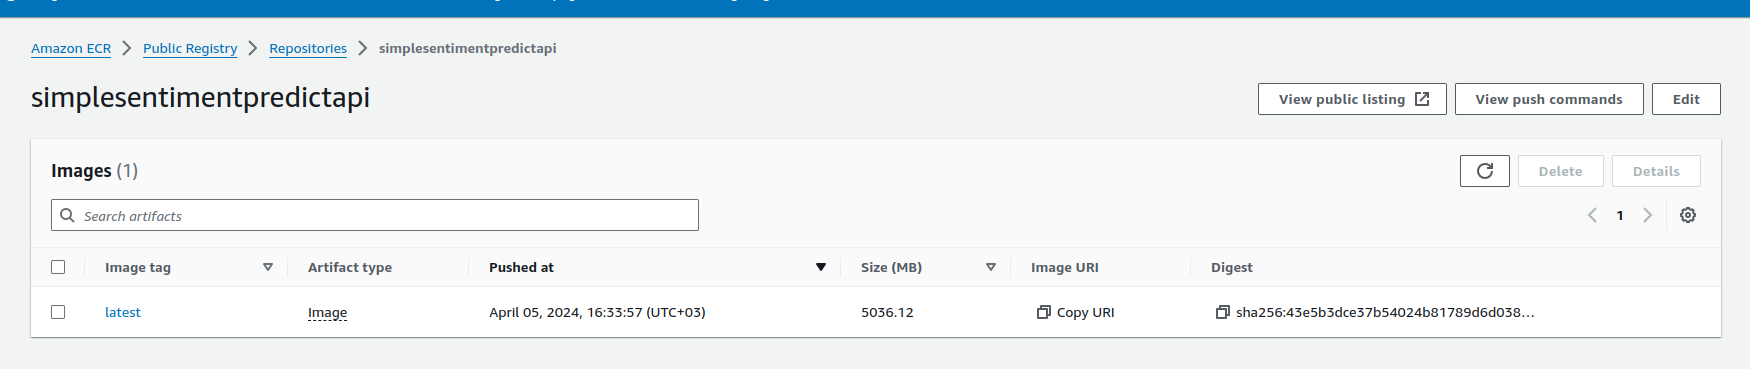 Amazon ECR > Public Registry > Repositories > simplesentimentpredictapi
simplesentimentpredictapi
View public listing View push commands Edit
Images (1)
Delete Details
Search artifacts
1
Image tag Artifact type Pushed at Size (MB) Image URI Digest
latest Image April 05, 2024, 16:33:57 (UTC+03) 5036.12 Copy URI sha256:43e5b3dce37b54024b81789d6d038...